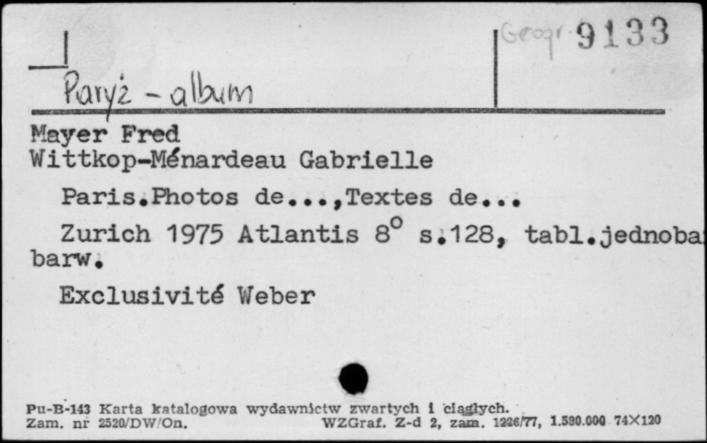 Geogr. 9133
Paryż - album
Mayer Fred
Wittkop-Ménardeau Gabrielle
Paris.Photos de...,Textes de...
Zurich 1975 Atlantis 8° s.128, tabl.jednoba
barw.
Exclusivité Weber
Pu-B-143 Karta katalogowa wydawnictw zwartych i ciągłych.
Zam. nr 2520/DW/On. WZGraf. Z-d 2, zam. 1226/77, 1.580.000 74X120